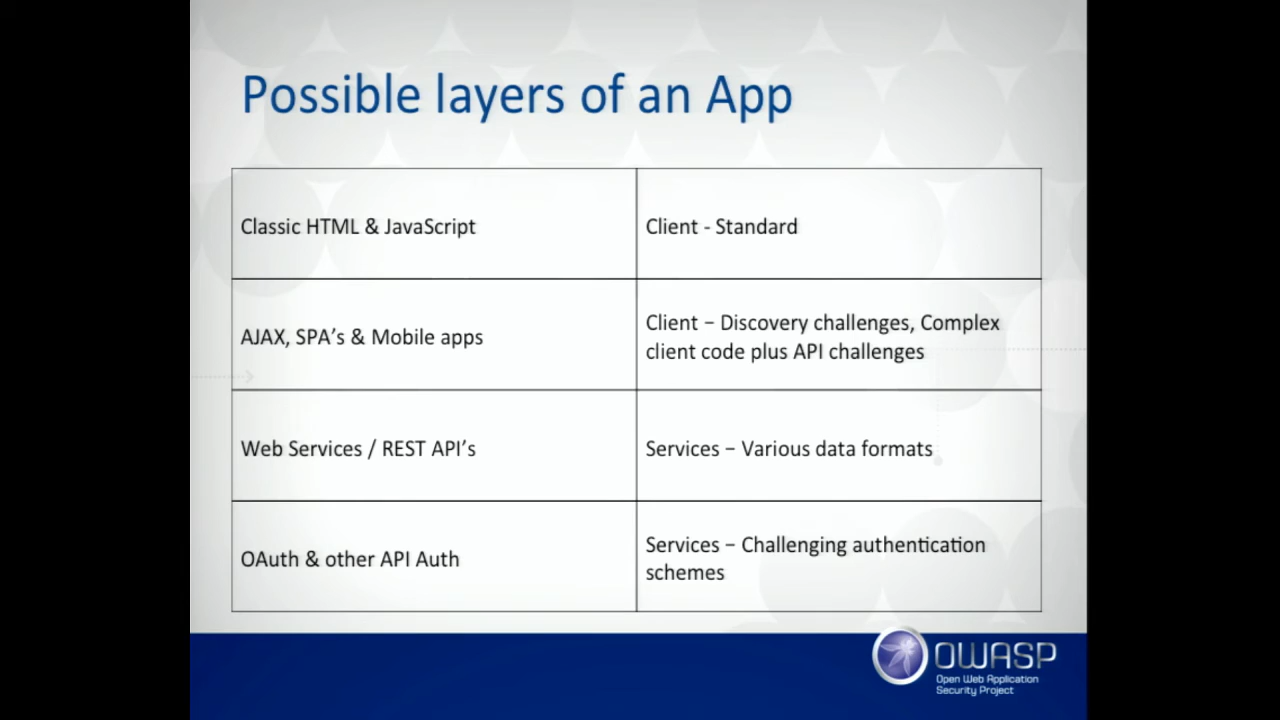 Possible layers of an App
Classic HTML & JavaScript
Client - Standard
AJAX, SPA’s & Mobile apps
Client – Discovery challenges, Complex
client code plus API challenges
Web Services / REST API’s
Services – Various data formats
OAuth & other API Auth
Services – Challenging authentication
schemes
OWASP
Open Web Application
Security Project